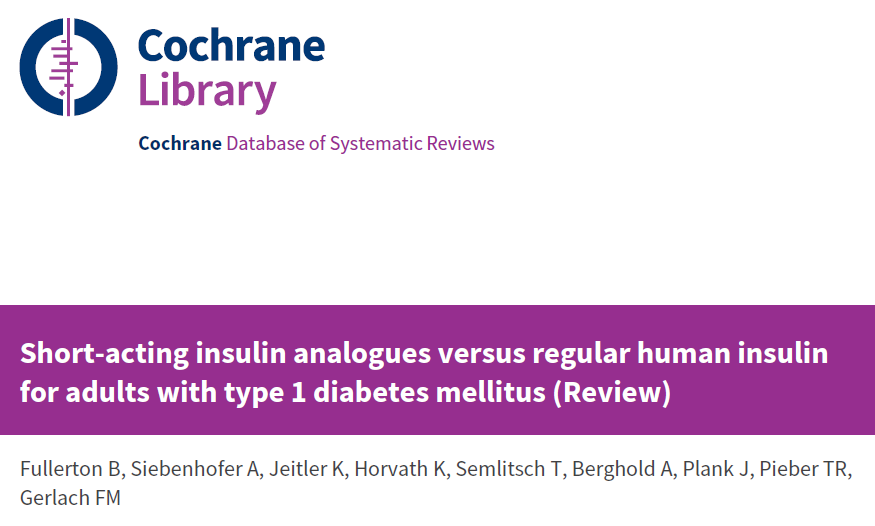 Cochrane
Library
Cochrane Database of Systematic Reviews
Short-acting insulin analogues versus regular human insulin
for adults with type 1 diabetes mellitus (Review)
Fullerton B, Siebenhofer A, Jeitler K, Horvath K, Semlitsch T, Berghold A, Plank J, Pieber TR,
Gerlach FM